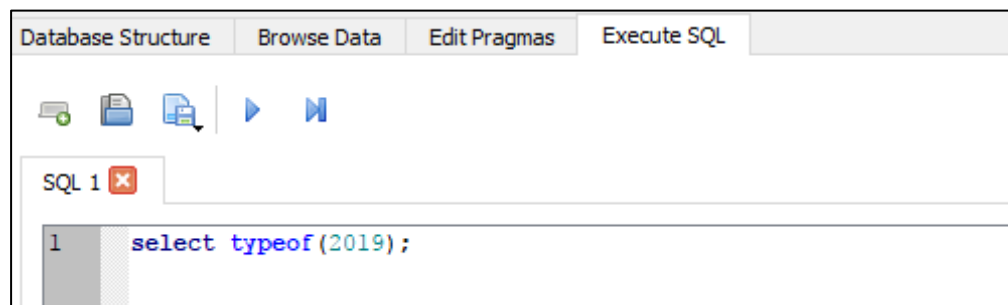 Database Structure Browse Data Edit Pragmas Execute SQL
SQL 1
1 select typeof(2019);